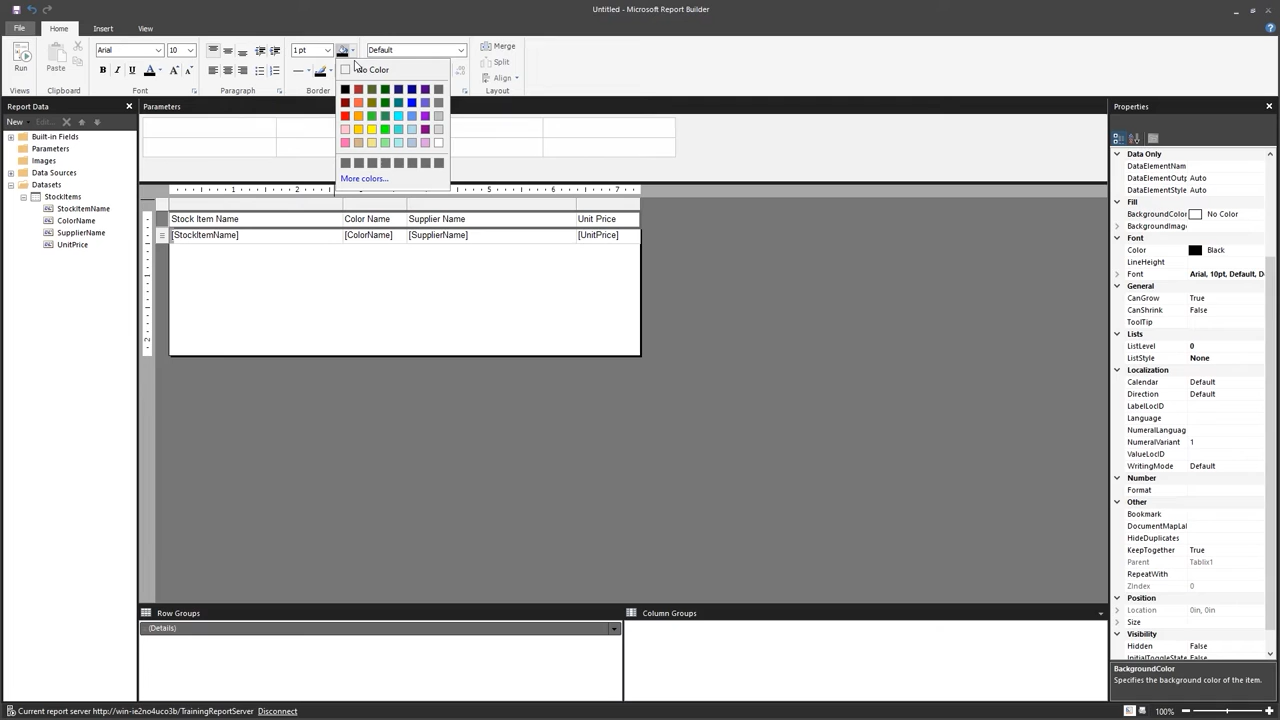 Untitled - Microsoft Report Builder
File
Home
Insert
View
Run
Paste
Arial
10
1 pt
Default
Merge
Split
Align
B
I
U
A
No Color
Views
Clipboard
Font
Paragraph
Border
Layout
More colors...
Report Data
New
Edit...
Built-in Fields
Parameters
Images
Data Sources
Datasets
StockItems
StockItemName
ColorName
SupplierName
UnitPrice
Parameters
Stock Item Name
Color Name
Supplier Name
Unit Price
[StockItemName]
[ColorName]
[SupplierName]
[UnitPrice]
Row Groups
Column Groups
(Details)
Properties
Data Only
DataElementNam
DataElementOutp Auto
DataElementStyle Auto
Fill
BackgroundColor No Color
BackgroundImag
Font
Color Black
LineHeight
Font Arial, 10pt, Default, D
General
CanGrow True
CanShrink False
ToolTip
Lists
ListLevel 0
ListStyle None
Localization
Calendar Default
Direction Default
LabelLocID
Language
NumeralLanguag
NumeralVariant 1
ValueLocID
WritingMode Default
Number
Format
Other
Bookmark
DocumentMapLal
HideDuplicates
KeepTogether True
Parent Tablix1
RepeatWith
ZIndex 0
Position
Location 0in, 0in
Size
Visibility
Hidden False
InitialToggleState False
BackgroundColor
Specifies the background color of the item.
Current report server http://win-ie2no4uco3b/TrainingReportServer Disconnect
100%